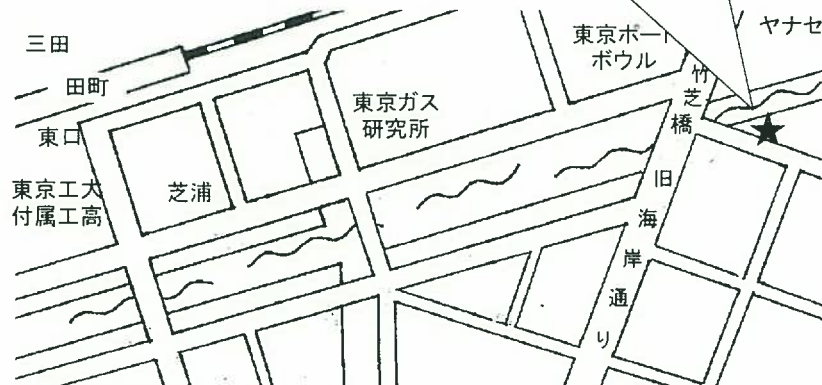 三田
田町
東口
東京工大
付属工高
芝浦
東京ガス
研究所
東京ポート
ボウル
竹芝橋
ヤナセ
旧海岸通り